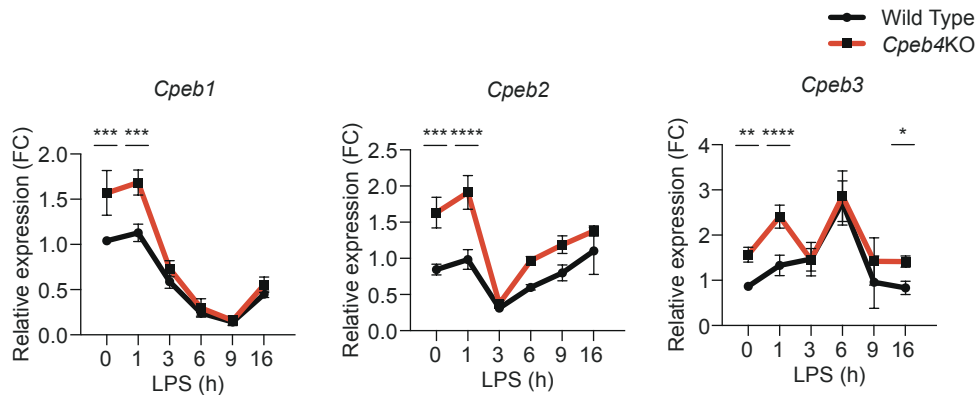 Wild Type
Cpeb4KO
Cpeb1
*** ***
Relative expression (FC)
2.0
1.5
1.0
0.5
0.0
0 1 3 6 9 16
LPS (h)
Cpeb2
*** ****
Relative expression (FC)
2.5
2.0
1.5
1.0
0.5
0.0
0 1 3 6 9 16
LPS (h)
Cpeb3
** **** *
Relative expression (FC)
4
3
2
1
0
0 1 3 6 9 16
LPS (h)